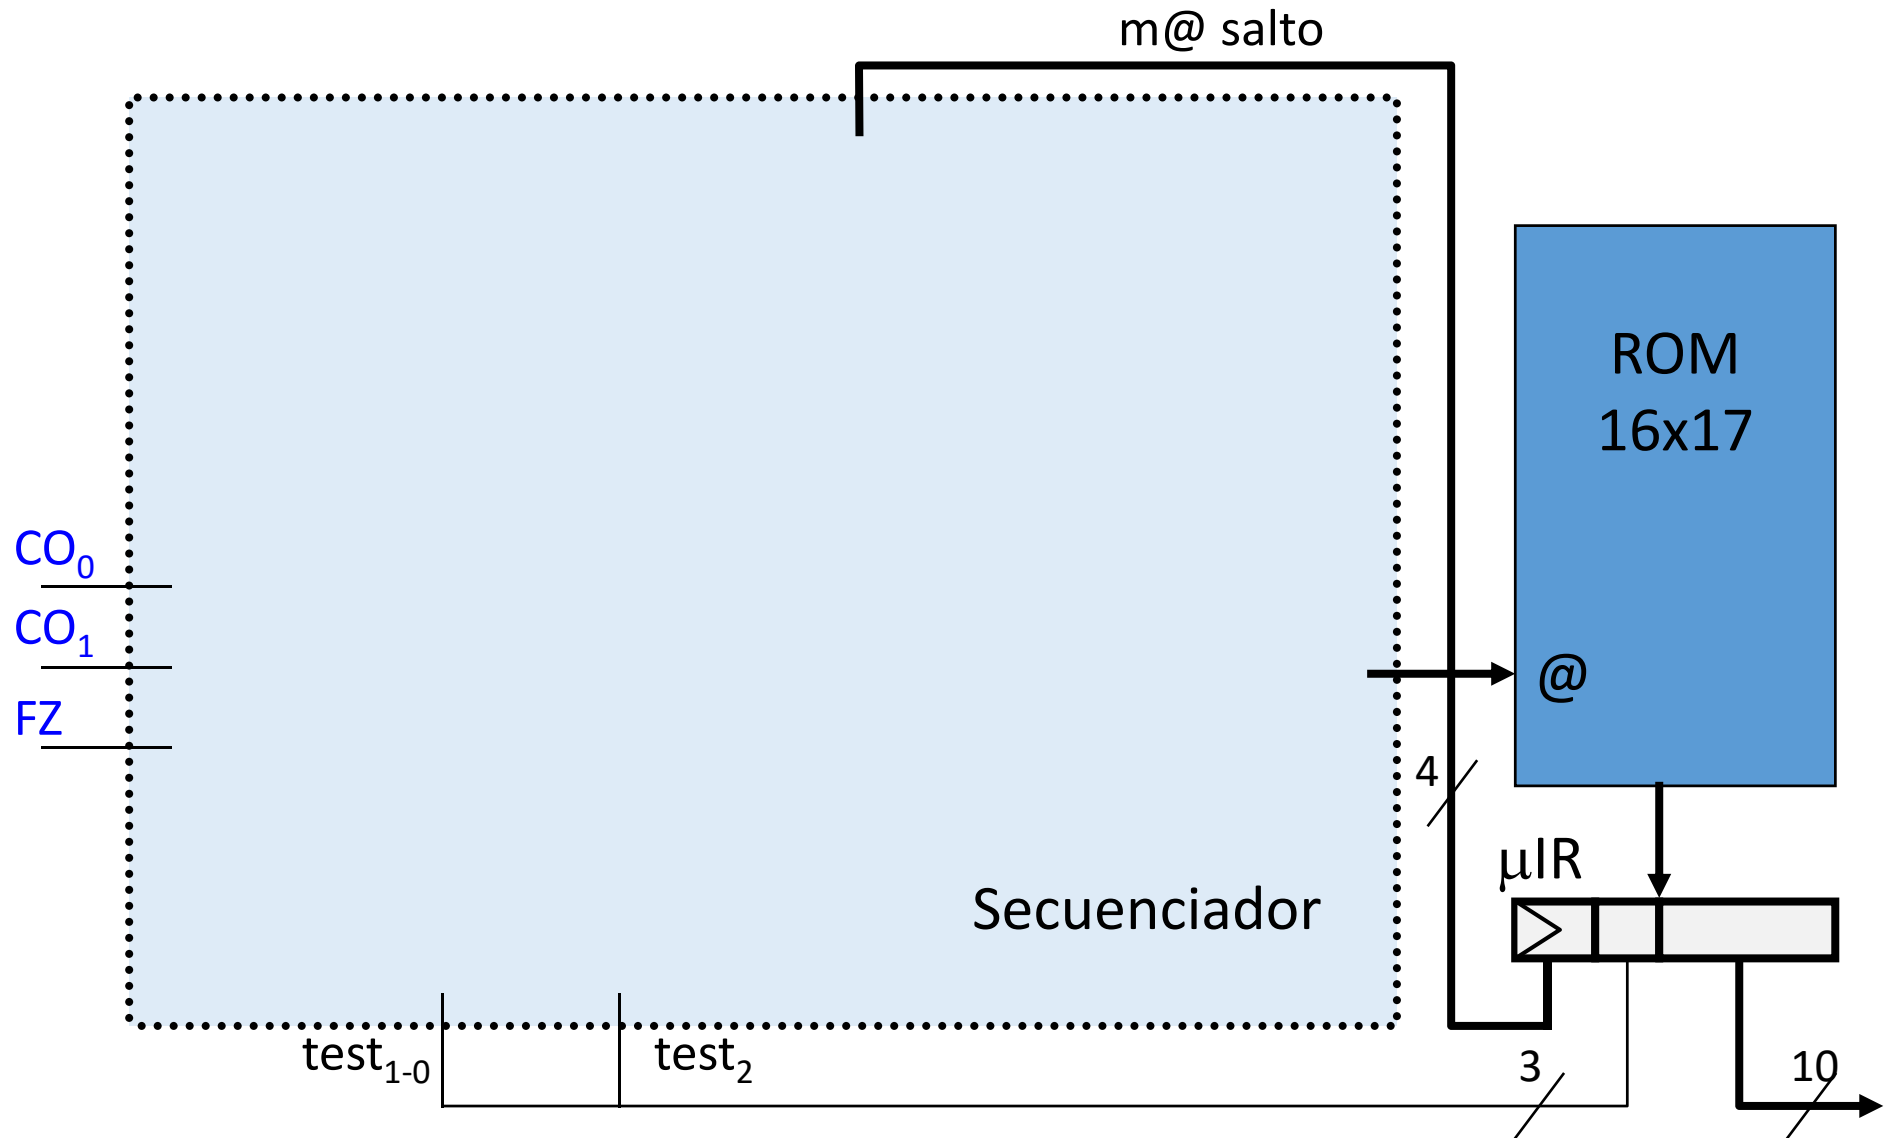 m@ salto
ROM
16x17
CO₀
CO₁
FZ
@
4
μIR
Secuenciador
test₁₋₀
test₂
3
10